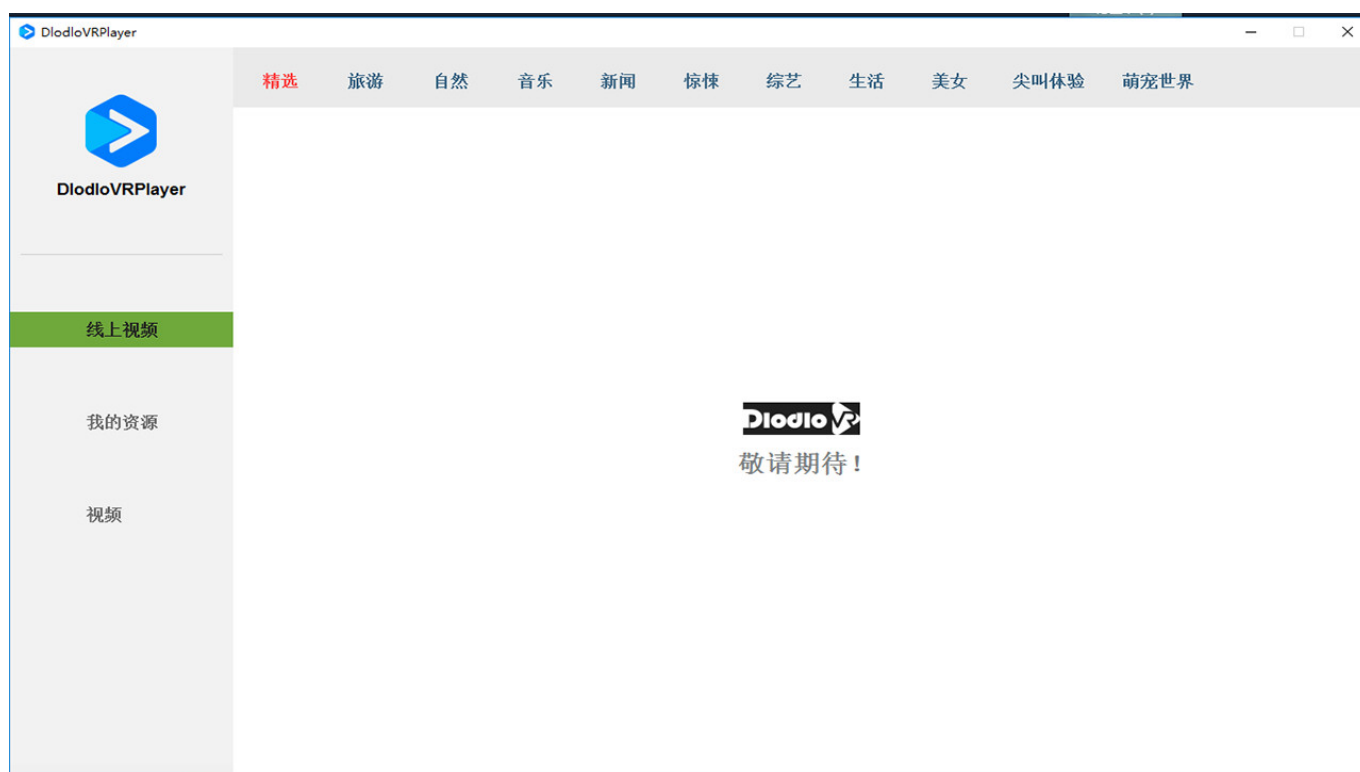 DlodloVRPlayer
精选 旅游 自然 音乐 新闻 惊悚 综艺 生活 美女 尖叫体验 萌宠世界
DlodloVRPlayer
线上视频
我的资源
视频
Dlodlo VR
敬请期待！